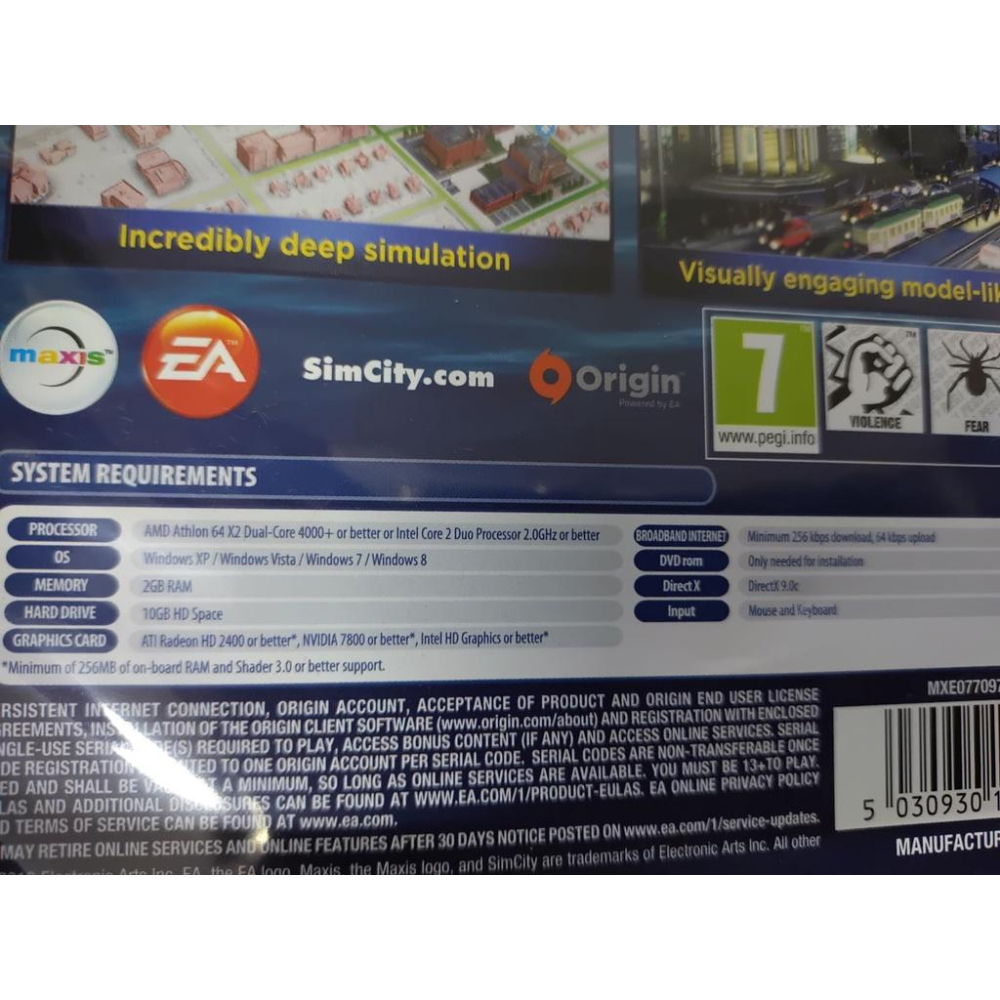 Incredibly deep simulation
Visually engaging model-lik
maxis™
EA™
SimCity.com
Origin™
Powered by EA
7
www.pegi.info
VIOLENCE
FEAR
SYSTEM REQUIREMENTS
PROCESSOR AMD Athlon 64 X2 Dual-Core 4000+ or better or Intel Core 2 Duo Processor 2.0GHz or better
OS Windows XP / Windows Vista / Windows 7 / Windows 8
MEMORY 2GB RAM
HARD DRIVE 10GB HD Space
GRAPHICS CARD ATI Radeon HD 2400 or better*, NVIDIA 7800 or better*, Intel HD Graphics or better*
*Minimum of 256MB of on-board RAM and Shader 3.0 or better support.
BROADBAND INTERNET Minimum 256 kbps download, 64 kbps upload
DVD rom Only needed for installation
DirectX DirectX 9.0c
Input Mouse and Keyboard
RSISTENT INTERNET CONNECTION, ORIGIN ACCOUNT, ACCEPTANCE OF PRODUCT AND ORIGIN END USER LICENSE
REEMENTS, INSTALLATION OF THE ORIGIN CLIENT SOFTWARE (www.origin.com/about) AND REGISTRATION WITH ENCLOSED
NGLE-USE SERIAL CODE(S) REQUIRED TO PLAY, ACCESS BONUS CONTENT (IF ANY) AND ACCESS ONLINE SERVICES. SERIAL
DE REGISTRATION TED TO ONE ORIGIN ACCOUNT PER SERIAL CODE. SERIAL CODES ARE NON-TRANSFERABLE ONCE
ED AND SHALL BE T A MINIMUM, SO LONG AS ONLINE SERVICES ARE AVAILABLE. YOU MUST BE 13+TO PLAY.
LAS AND ADDITIONAL DISCLOSURES CAN BE FOUND AT WWW.EA.COM/1/PRODUCT-EULAS. EA ONLINE PRIVACY POLICY
D TERMS OF SERVICE CAN BE FOUND AT www.ea.com.
MAY RETIRE ONLINE SERVICES AND ONLINE FEATURES AFTER 30 DAYS NOTICE POSTED ON www.ea.com/1/service-updates.
Electronic Arts Inc. EA, the EA logo, Maxis, the Maxis logo, and SimCity are trademarks of Electronic Arts Inc. All other
MXE077097
5 030930 1
MANUFACTUR